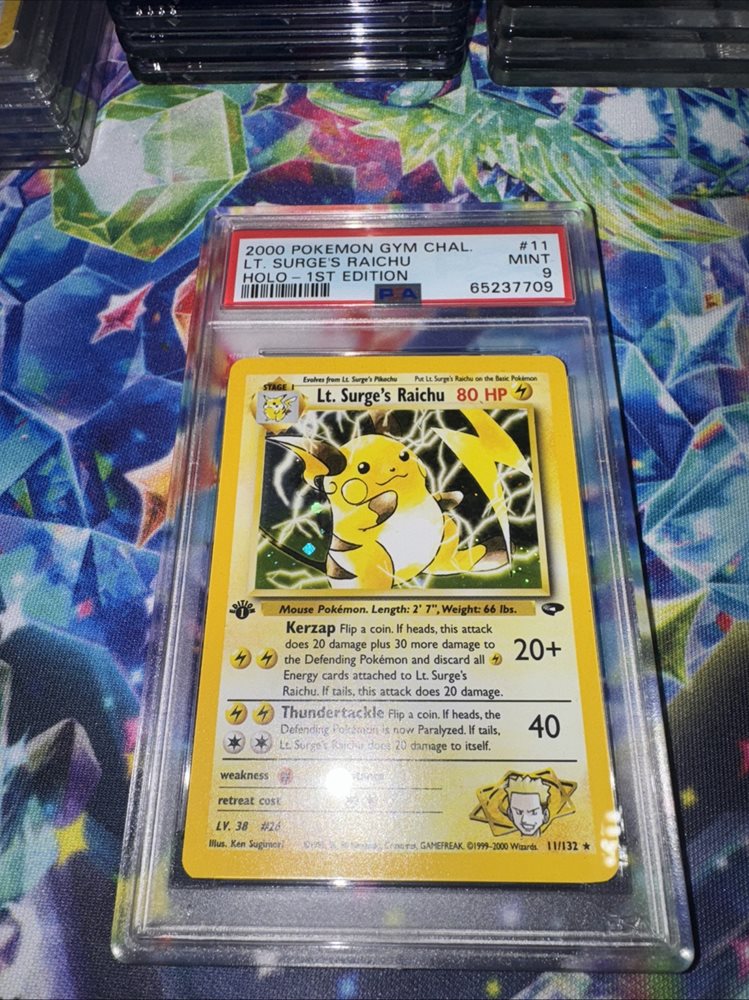 2000 POKEMON GYM CHAL. #11
LT. SURGE'S RAICHU MINT
HOLO – 1ST EDITION 9
65237709
PSA
Evolves from Lt. Surge's Pikachu Put Lt. Surge's Raichu on the Basic Pokémon
STAGE 1
Lt. Surge's Raichu 80 HP
EDITION
1
Mouse Pokémon. Length: 2' 7", Weight: 66 lbs.
Kerzap Flip a coin. If heads, this attack
does 20 damage plus 30 more damage to
the Defending Pokémon and discard all
Energy cards attached to Lt. Surge's
Raichu. If tails, this attack does 20 damage.
20+
Thundertackle Flip a coin. If heads, the
Defending Pokémon is now Paralyzed. If tails,
Lt. Surge's Raichu does 20 damage to itself.
40
weakness
retreat cost
LV. 38 #26
Illus. Ken Sugimori GAMEFREAK. ©1999-2000 Wizards. 11/132 ★